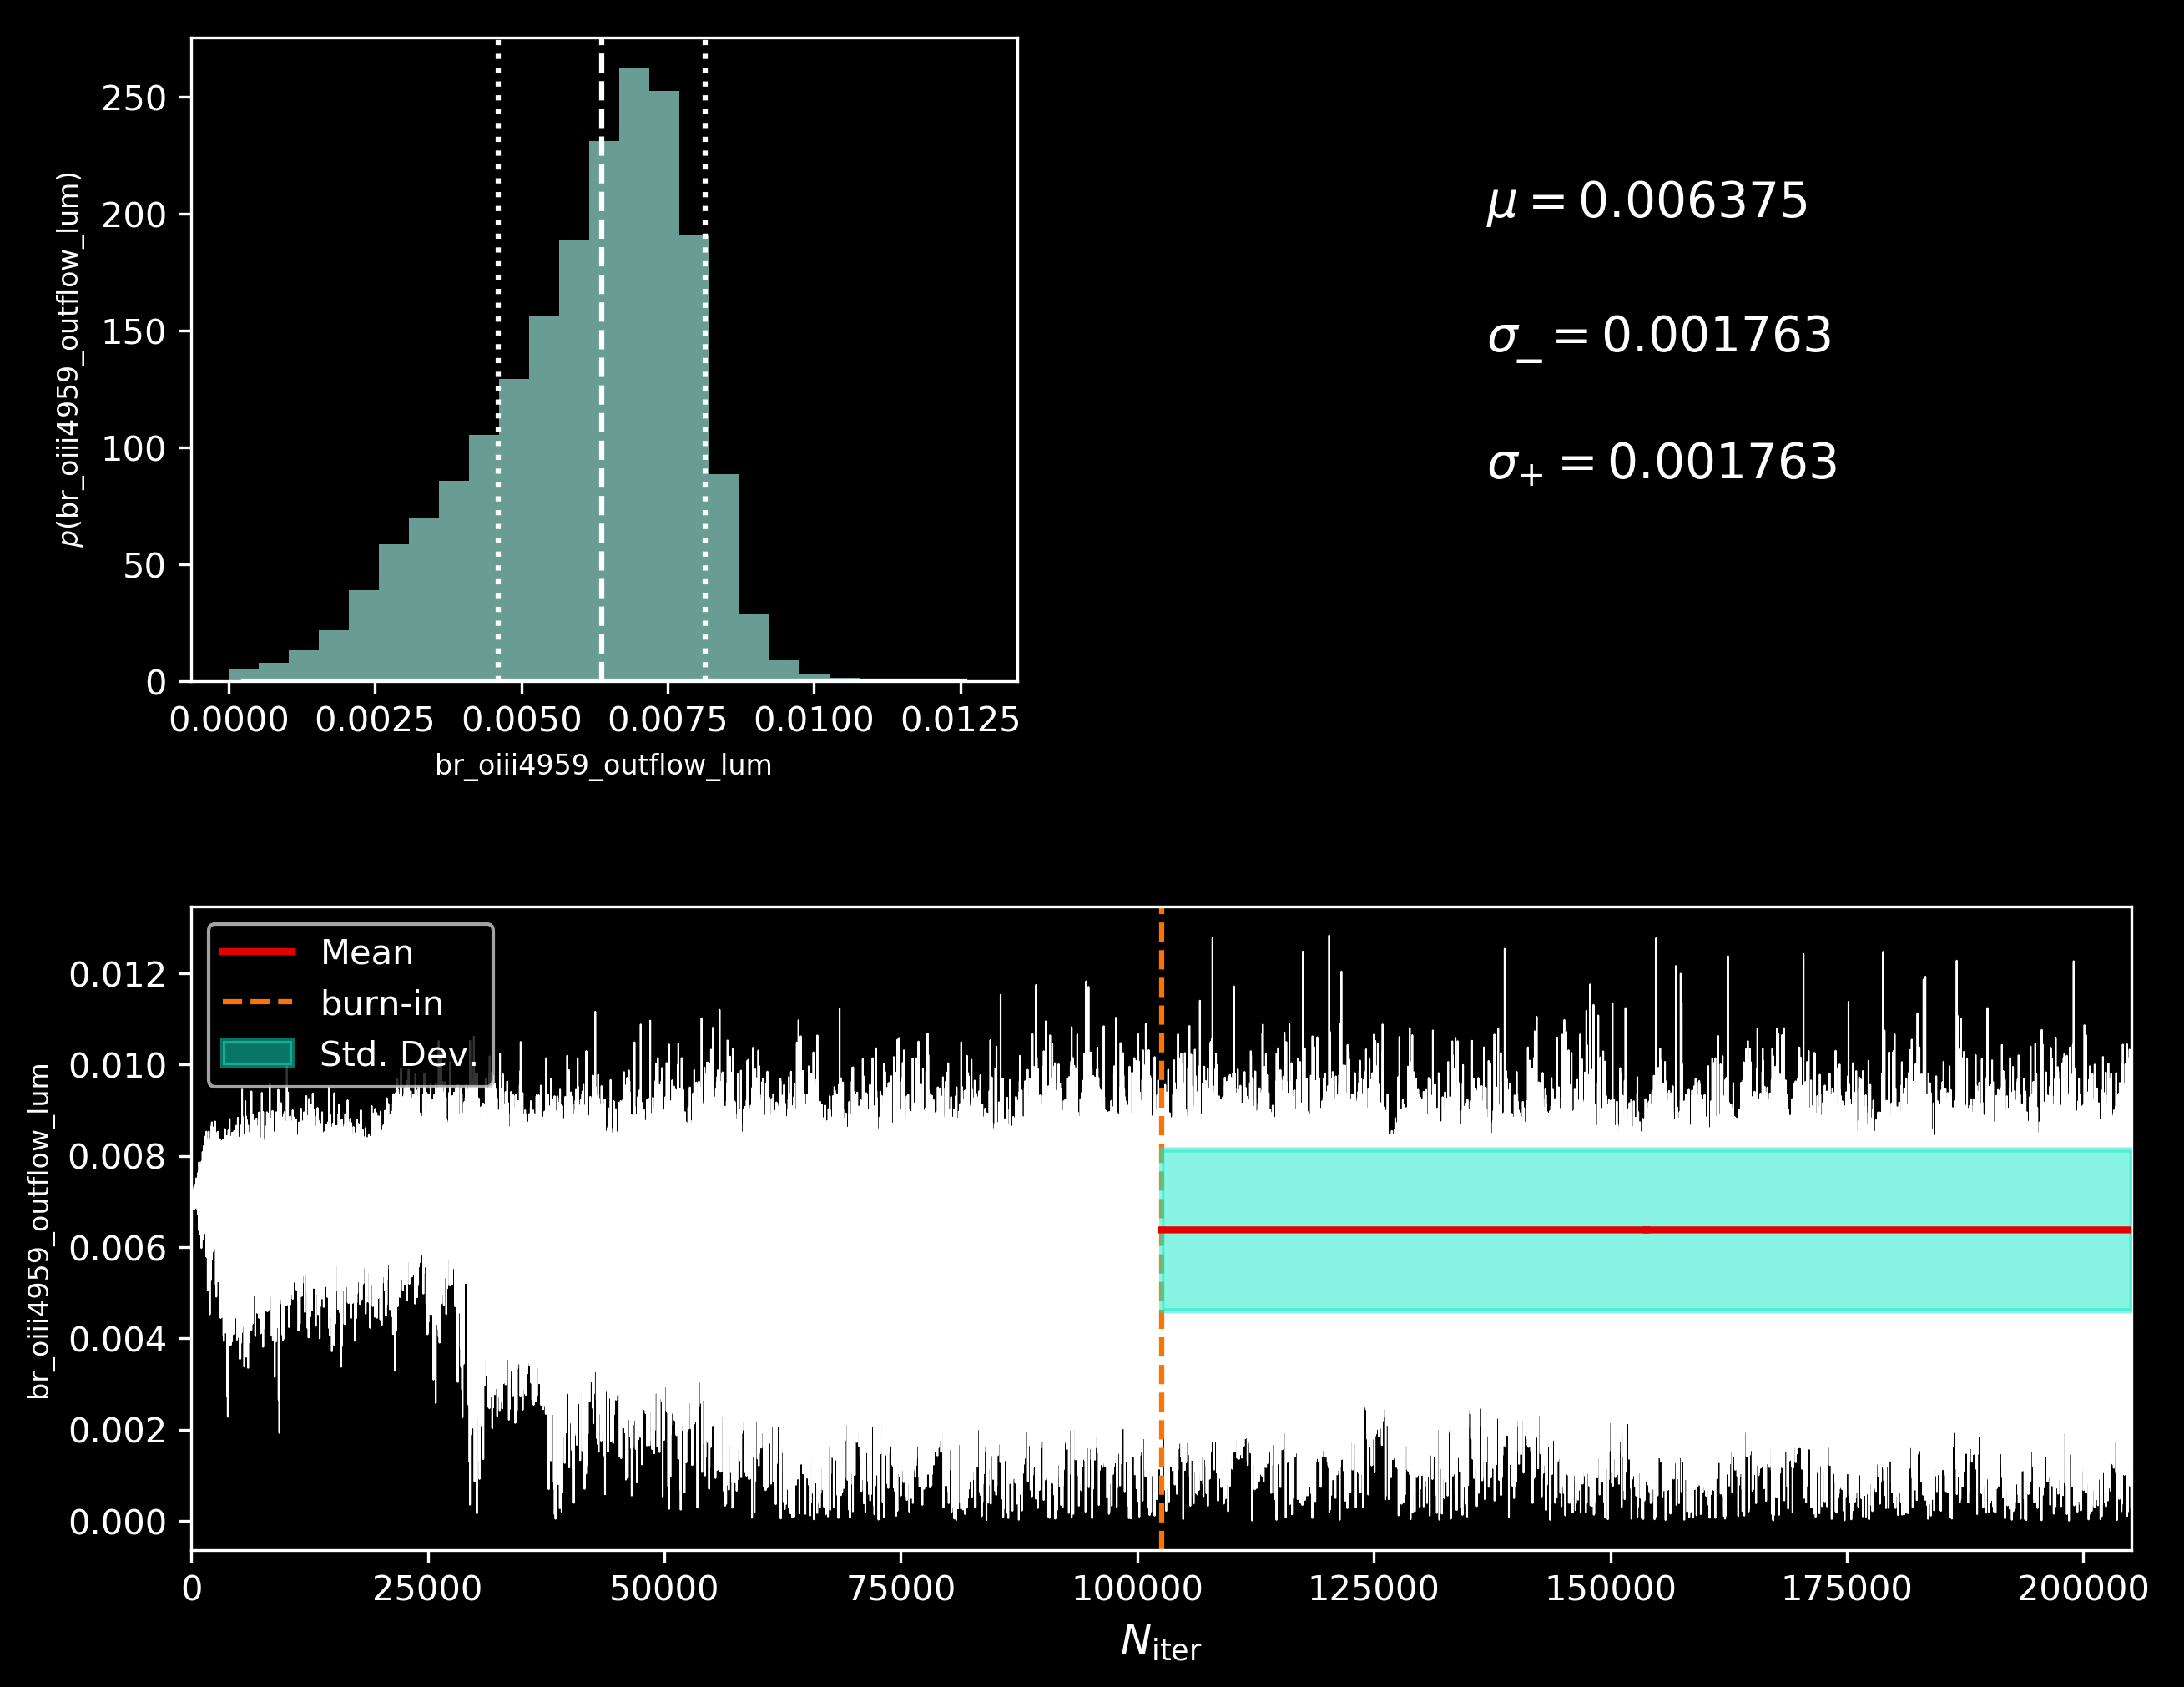 250
200
150
100
50
0
p(br_oiii4959_outflow_lum)
0.0000 0.0025 0.0050 0.0075 0.0100 0.0125
br_oiii4959_outflow_lum
μ = 0.006375
σ_ = 0.001763
σ+ = 0.001763
Mean
burn-in
Std. Dev.
0.012
0.010
0.008
0.006
0.004
0.002
0.000
br_oiii4959_outflow_lum
0 25000 50000 75000 100000 125000 150000 175000 200000
Niter